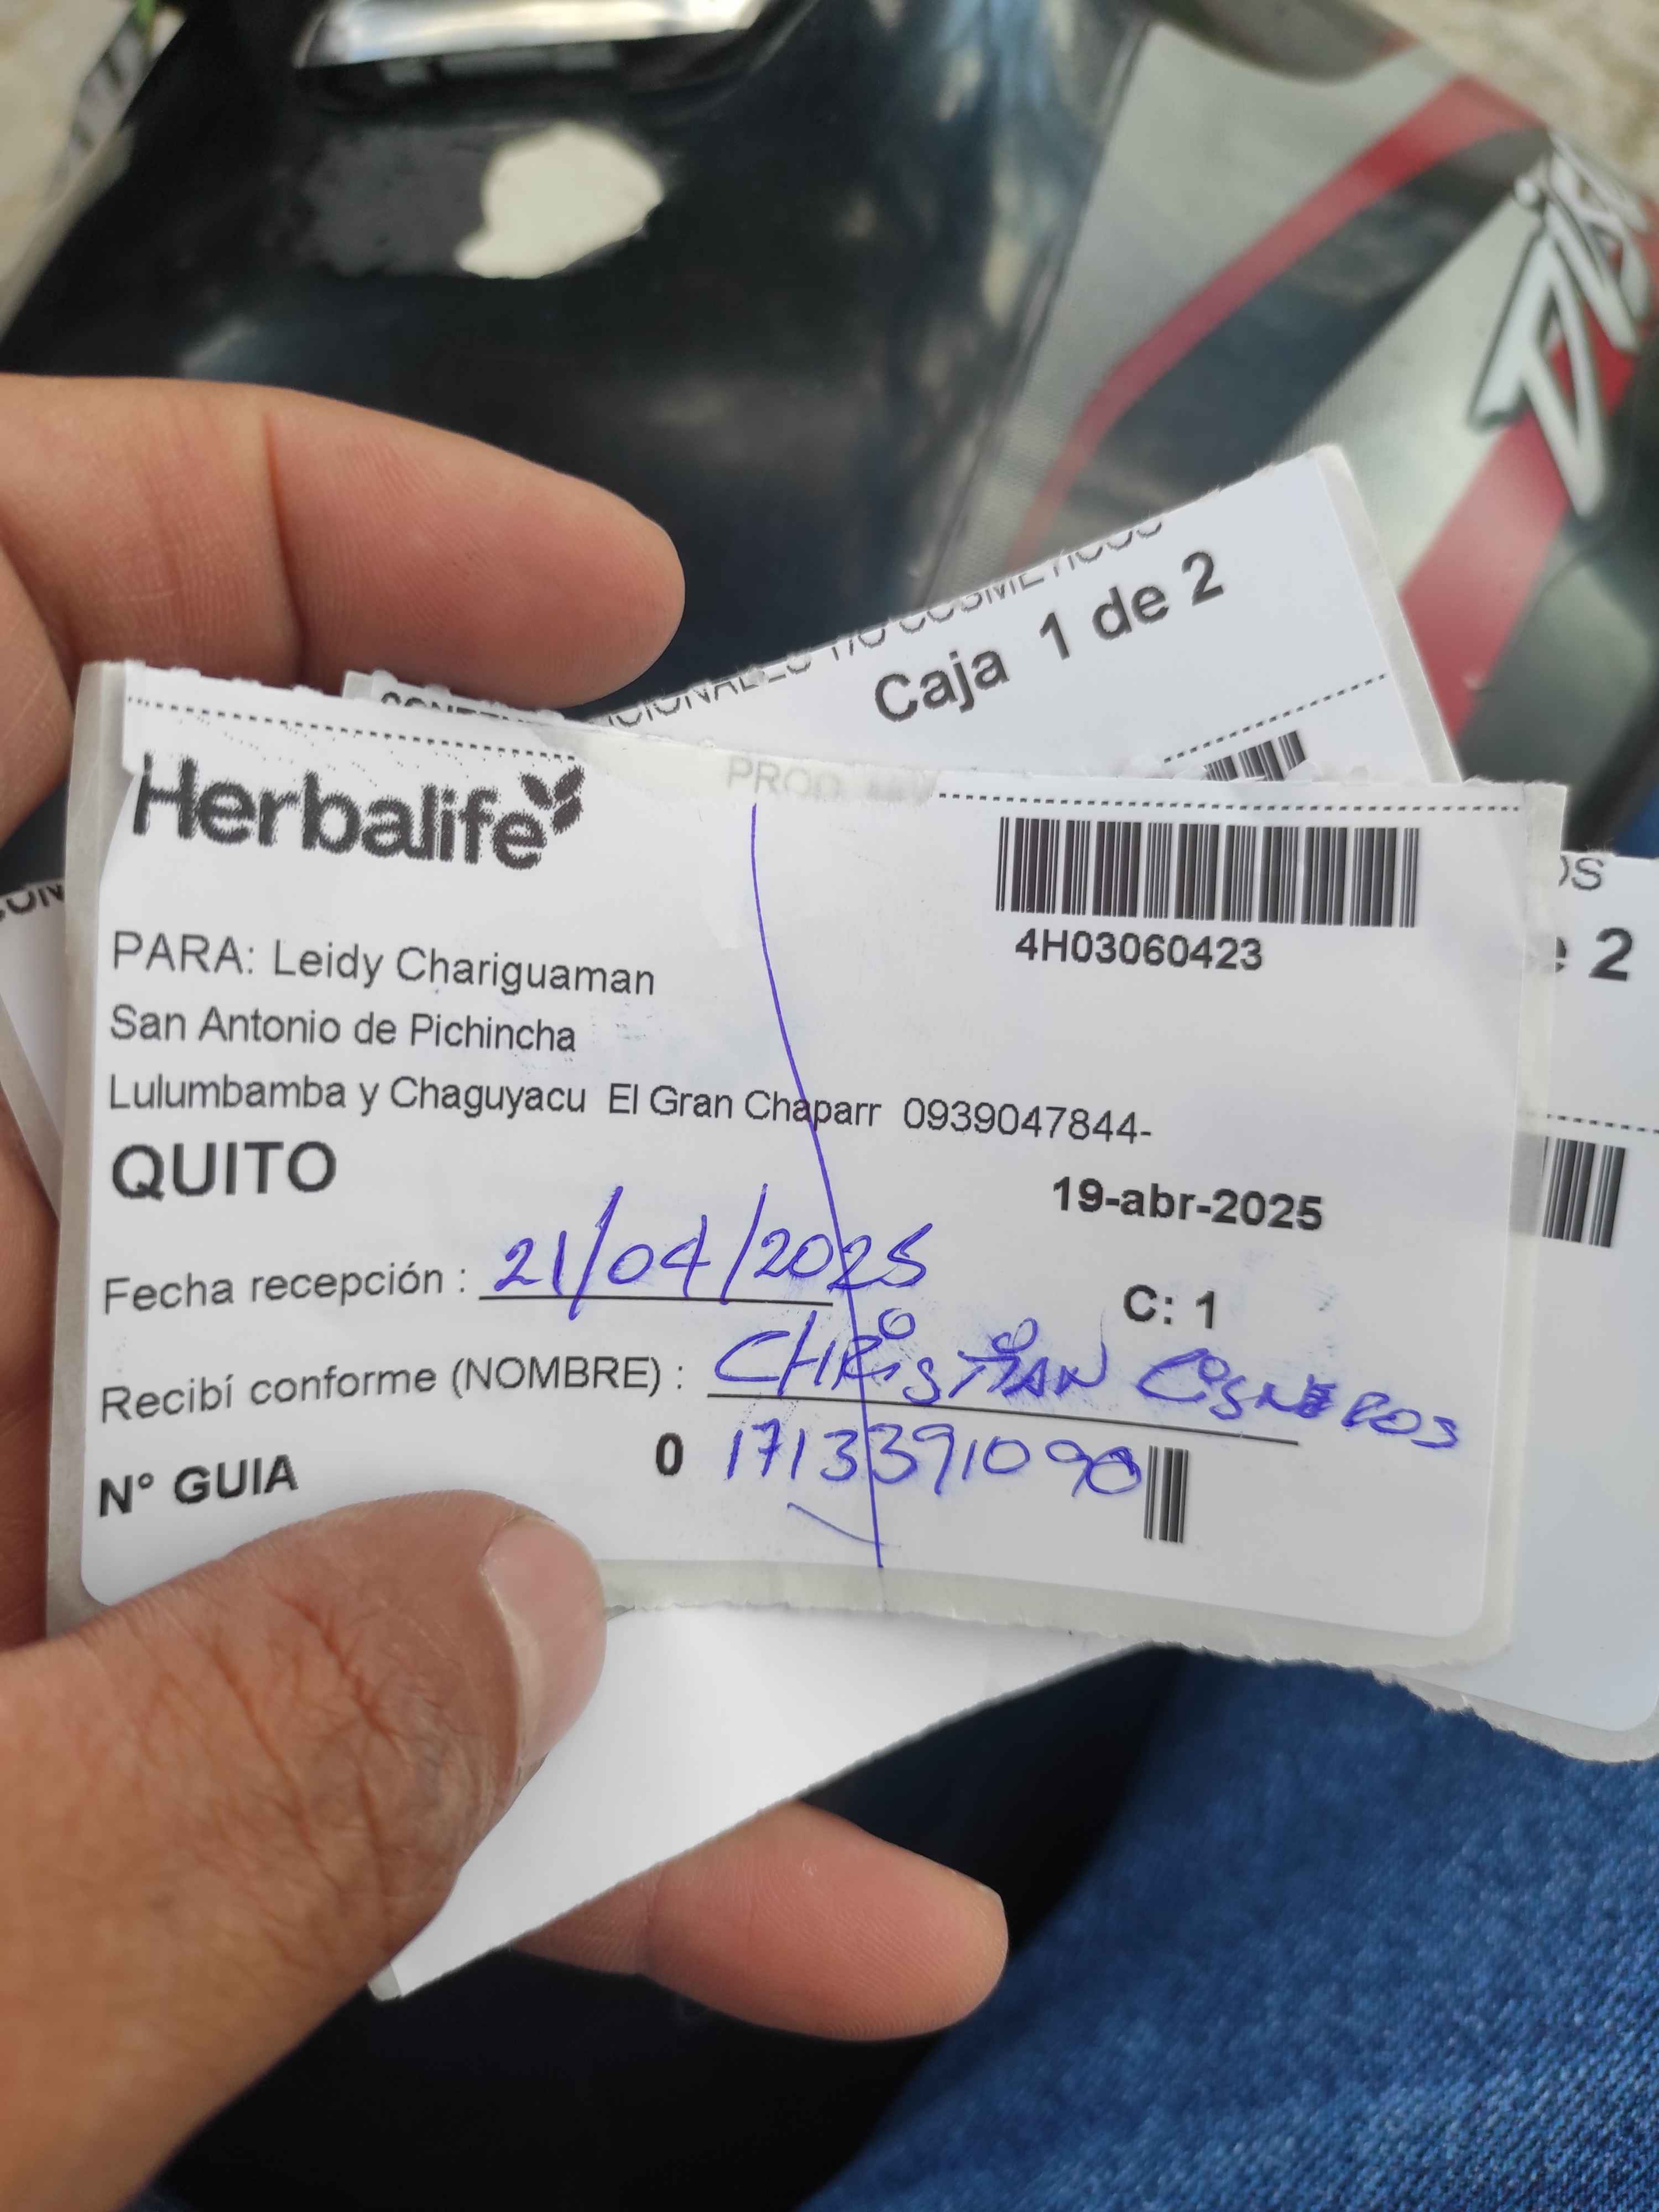 Caja 1 de 2
Herbalife
PROD
4H03060423
PARA: Leidy Chariguaman
San Antonio de Pichincha
Lulumbamba y Chaguyacu El Gran Chaparr 0939047844-
QUITO
19-abr-2025
Fecha recepción : 21/04/2025
C: 1
Recibí conforme (NOMBRE) : CHRiSTIAN CiSNEROS
N° GUIA 0 1713391090